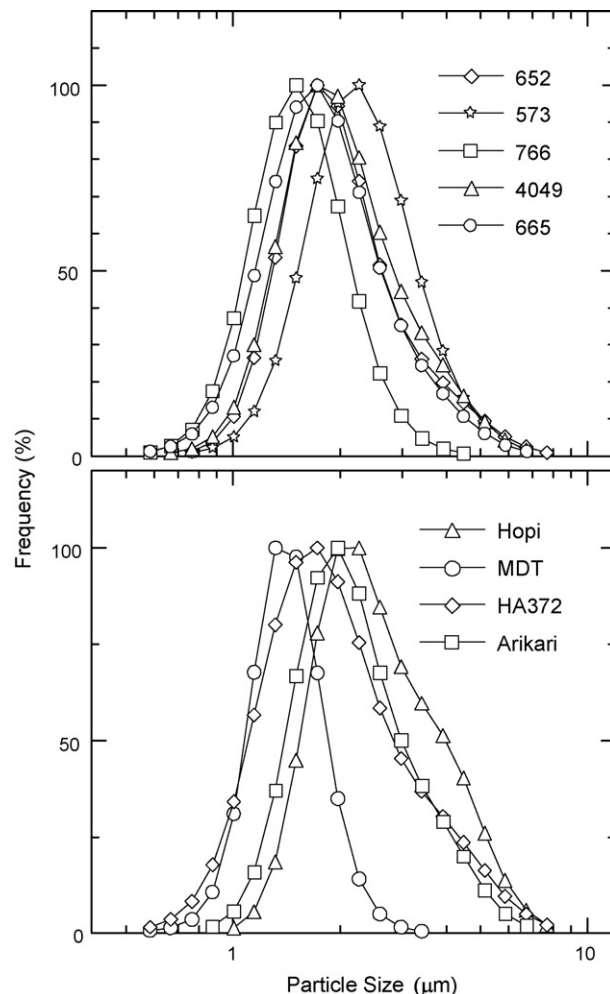 100
50
0
652
573
766
4049
665
Frequency (%)
100
50
0
Hopi
MDT
HA372
Arikari
1
10
Particle Size (μm)